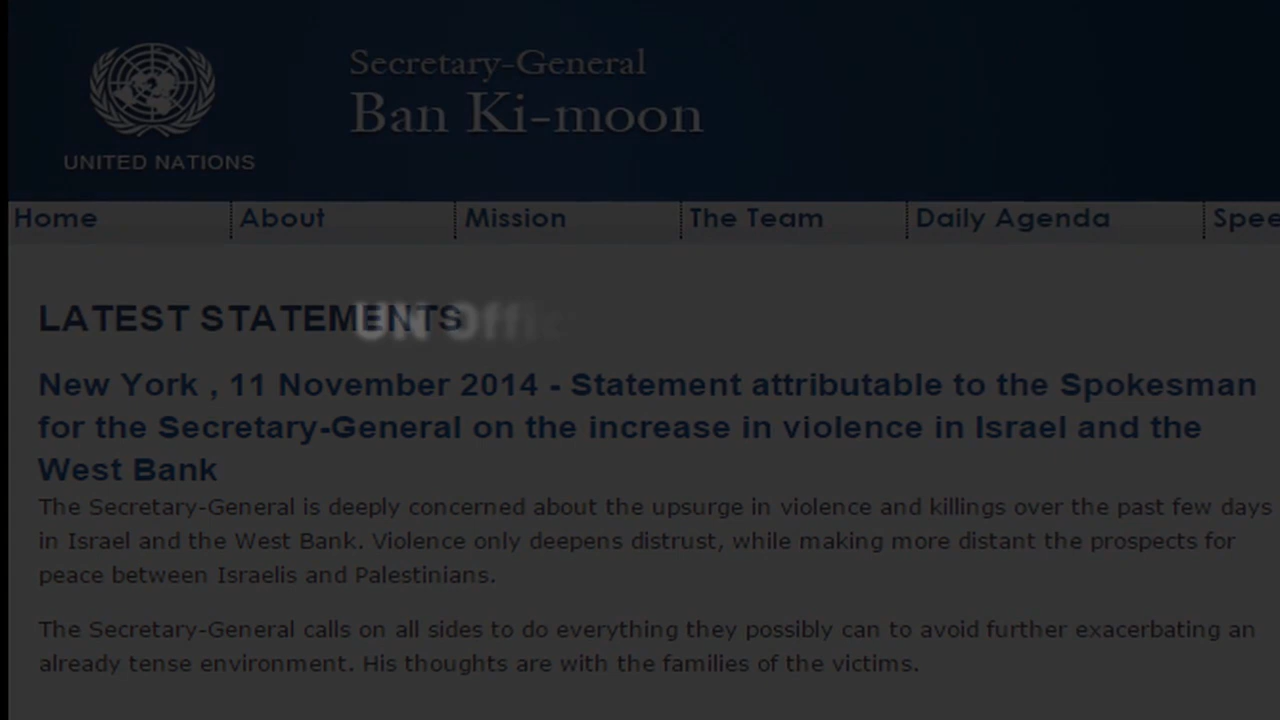 Secretary-General
Ban Ki-moon
UNITED NATIONS
Home
About
Mission
The Team
Daily Agenda
LATEST STATEMENTS
UN
New York , 11 November 2014 - Statement attributable to the Spokesman
for the Secretary-General on the increase in violence in Israel and the
West Bank
The Secretary-General is deeply concerned about the upsurge in violence and killings over the past few days
in Israel and the West Bank. Violence only deepens distrust, while making more distant the prospects for
peace between Israelis and Palestinians.
The Secretary-General calls on all sides to do everything they possibly can to avoid further exacerbating an
already tense environment. His thoughts are with the families of the victims.